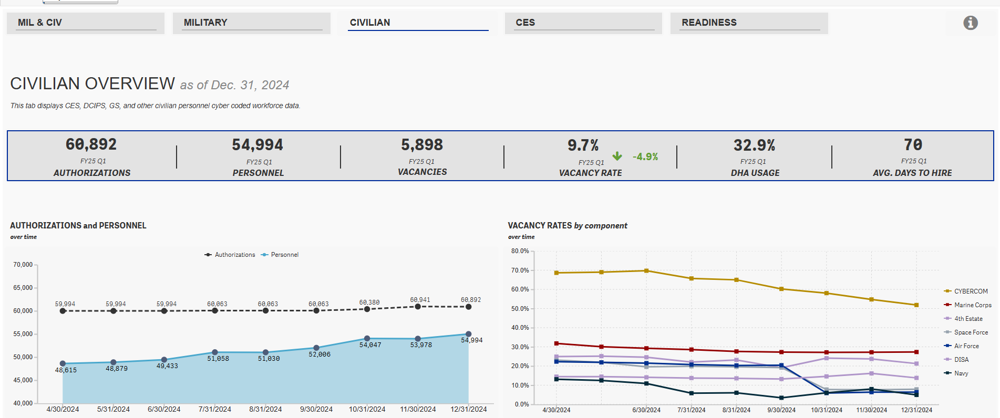 MIL & CIV
MILITARY
CIVILIAN
CES
READINESS
CIVILIAN OVERVIEW as of Dec. 31, 2024
This tab displays CES, DCIPS, GS, and other civilian personnel cyber coded workforce data.
60,892
FY25 Q1
AUTHORIZATIONS
54,994
FY25 Q1
PERSONNEL
5,898
FY25 Q1
VACANCIES
9.7%
FY25 Q1
-4.9%
VACANCY RATE
32.9%
FY25 Q1
DHA USAGE
70
FY25 Q1
AVG. DAYS TO HIRE
AUTHORIZATIONS and PERSONNEL
over time
Authorizations Personnel
70,000
65,000
60,000
55,000
50,000
45,000
40,000
59,994 59,994 59,994 60,063 60,063 60,063 60,380 60,941 60,892
48,615 48,879 49,433 51,058 51,030 52,006 54,047 53,978 54,994
4/30/2024 5/31/2024 6/30/2024 7/31/2024 8/31/2024 9/30/2024 10/31/2024 11/30/2024 12/31/2024
VACANCY RATES by component
over time
80.0%
70.0%
60.0%
50.0%
40.0%
30.0%
20.0%
10.0%
0.0%
4/30/2024 6/30/2024 7/31/2024 8/31/2024 9/30/2024 10/31/2024 11/30/2024 12/31/2024
CYBERCOM
Marine Corps
4th Estate
Space Force
Air Force
DISA
Navy